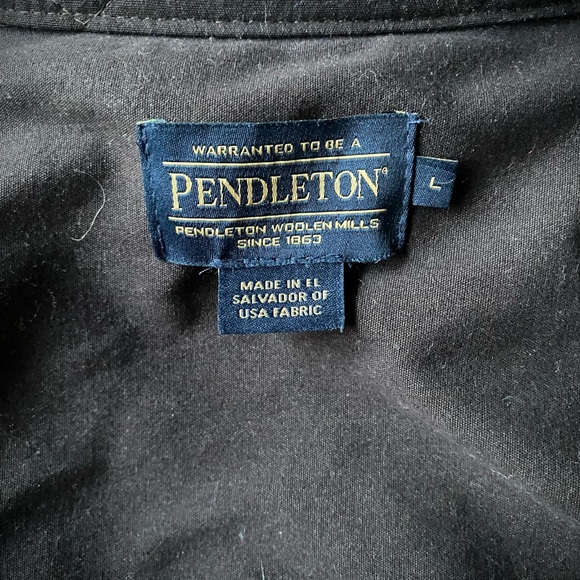 WARRANTED TO BE A
PENDLETON®
PENDLETON WOOLEN MILLS
SINCE 1863
L
MADE IN EL
SALVADOR OF
USA FABRIC